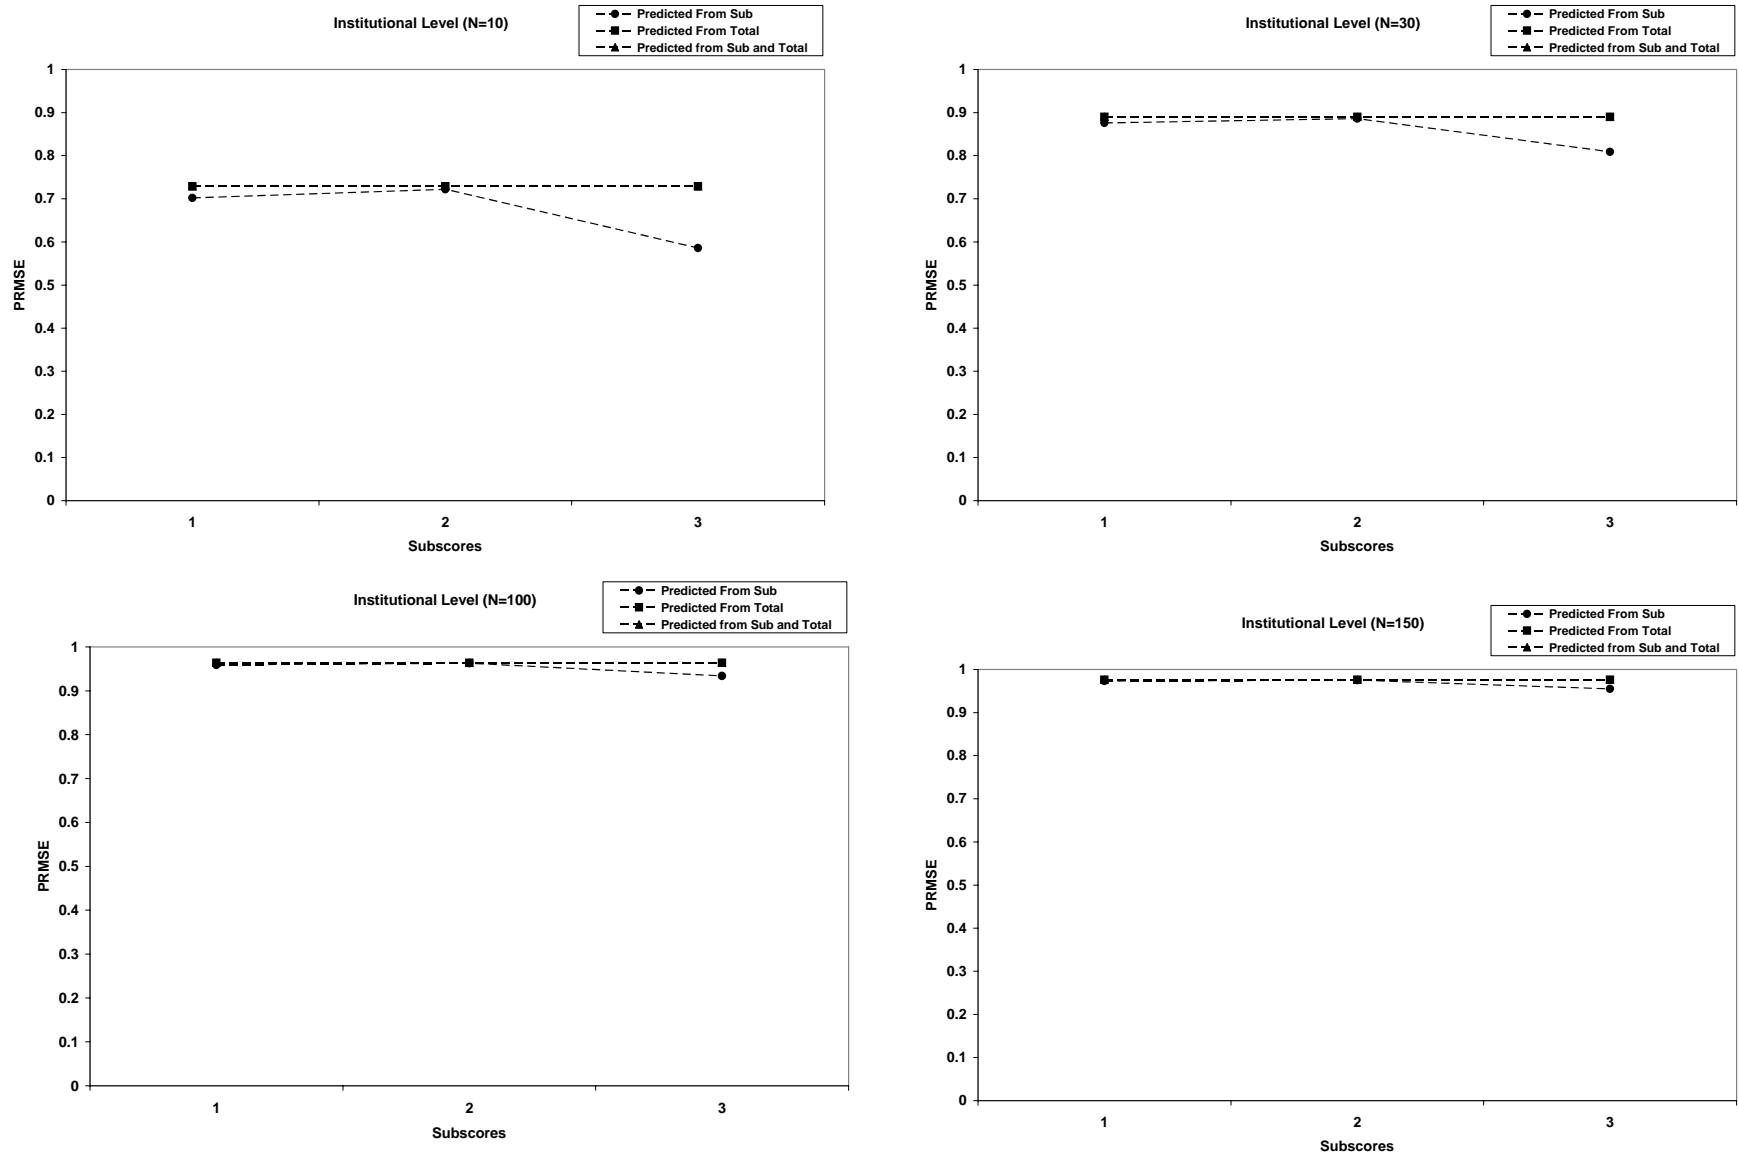 Institutional Level (N=10)
Predicted From Sub
Predicted From Total
Predicted from Sub and Total
1
0.9
0.8
0.7
0.6
0.5
0.4
0.3
0.2
0.1
0
PRMSE
1 2 3
Subscores
Institutional Level (N=30)
Predicted From Sub
Predicted From Total
Predicted from Sub and Total
1
0.9
0.8
0.7
0.6
0.5
0.4
0.3
0.2
0.1
0
PRMSE
1 2 3
Subscores
Institutional Level (N=100)
Predicted From Sub
Predicted From Total
Predicted from Sub and Total
1
0.9
0.8
0.7
0.6
0.5
0.4
0.3
0.2
0.1
0
PRMSE
1 2 3
Subscores
Institutional Level (N=150)
Predicted From Sub
Predicted From Total
Predicted from Sub and Total
1
0.9
0.8
0.7
0.6
0.5
0.4
0.3
0.2
0.1
0
PRMSE
1 2 3
Subscores